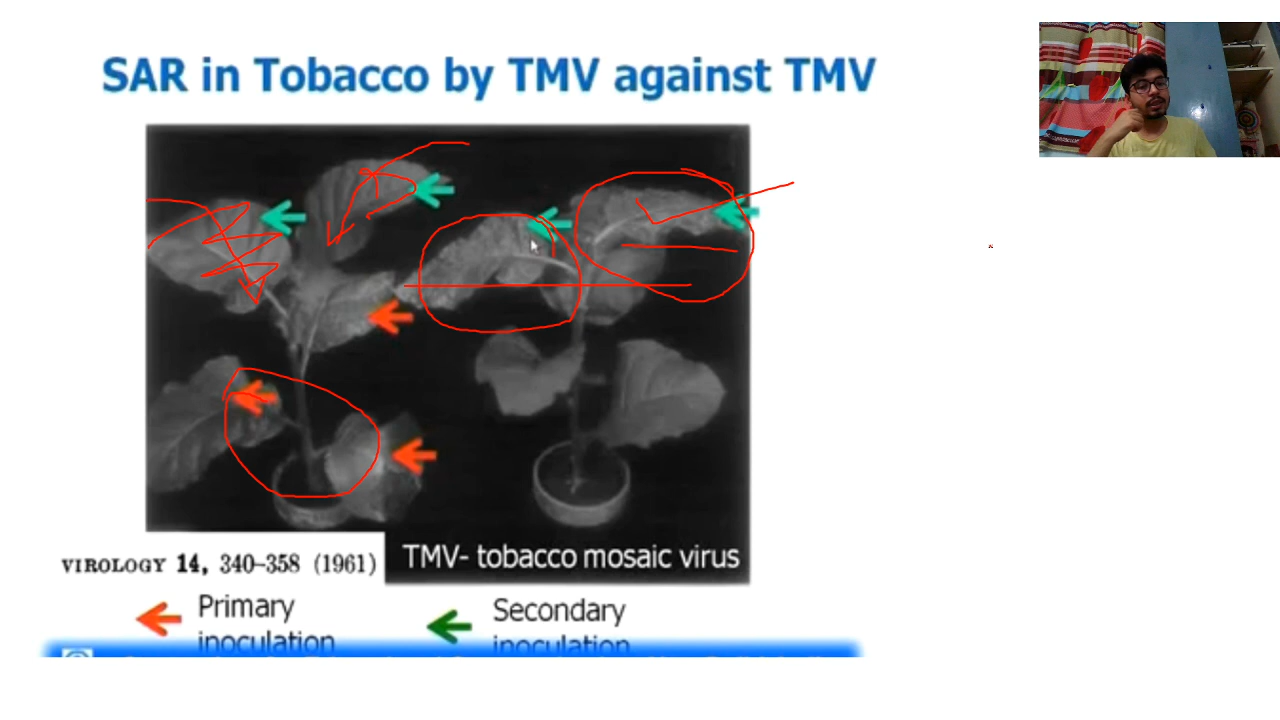 SAR in Tobacco by TMV against TMV
TMV- tobacco mosaic virus
VIROLOGY 14, 340–358 (1961)
Primary
inoculation
Secondary
inoculation